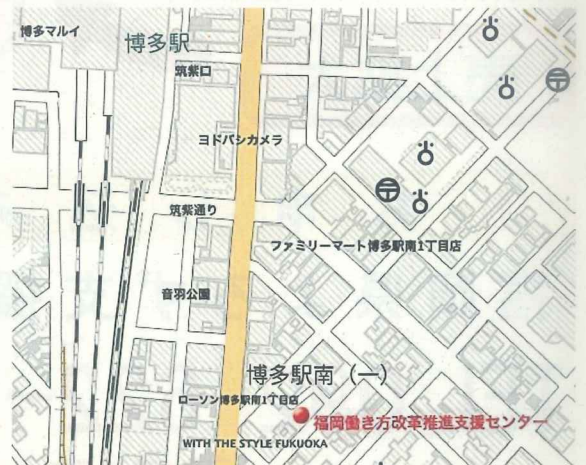 博多マルイ
博多駅
筑紫口
ヨドバシカメラ
筑紫通り
ファミリーマート博多駅南1丁目店
音羽公園
博多駅南（一）
ローソン博多駅南1丁目店
福岡働き方改革推進支援センター
WITH THE STYLE FUKUOKA